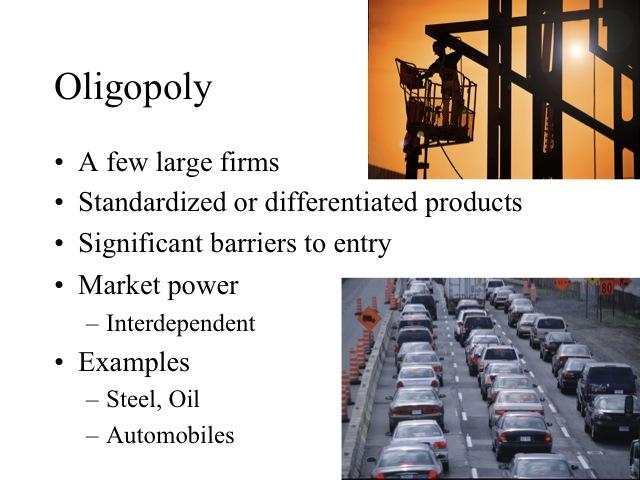 Oligopoly
• A few large firms
• Standardized or differentiated products
• Significant barriers to entry
• Market power
– Interdependent
• Examples
– Steel, Oil
– Automobiles
80